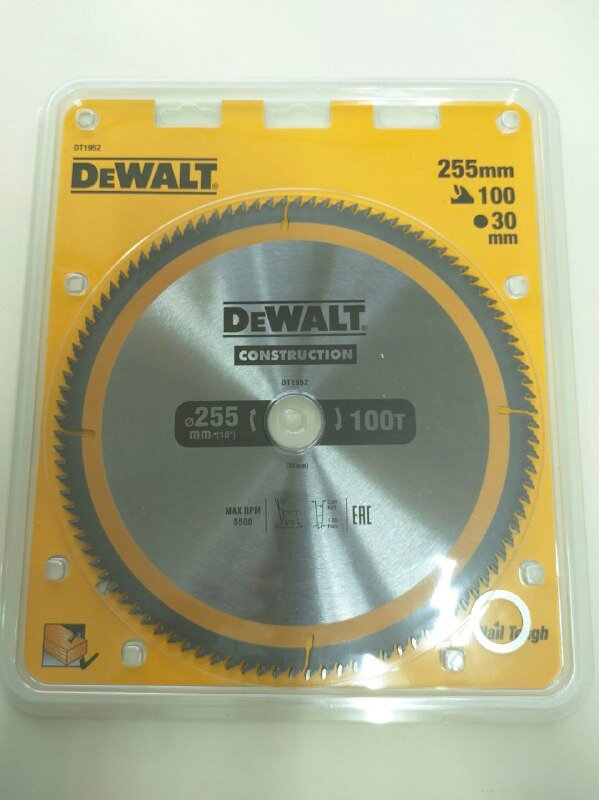 DT1952
DEWALT®
255mm
100
30
mm
DEWALT®
CONSTRUCTION
DT1952
ø255
mm~(10")
100T
(30 mm)
MAX RPM
5500
EAC
Nail Tough